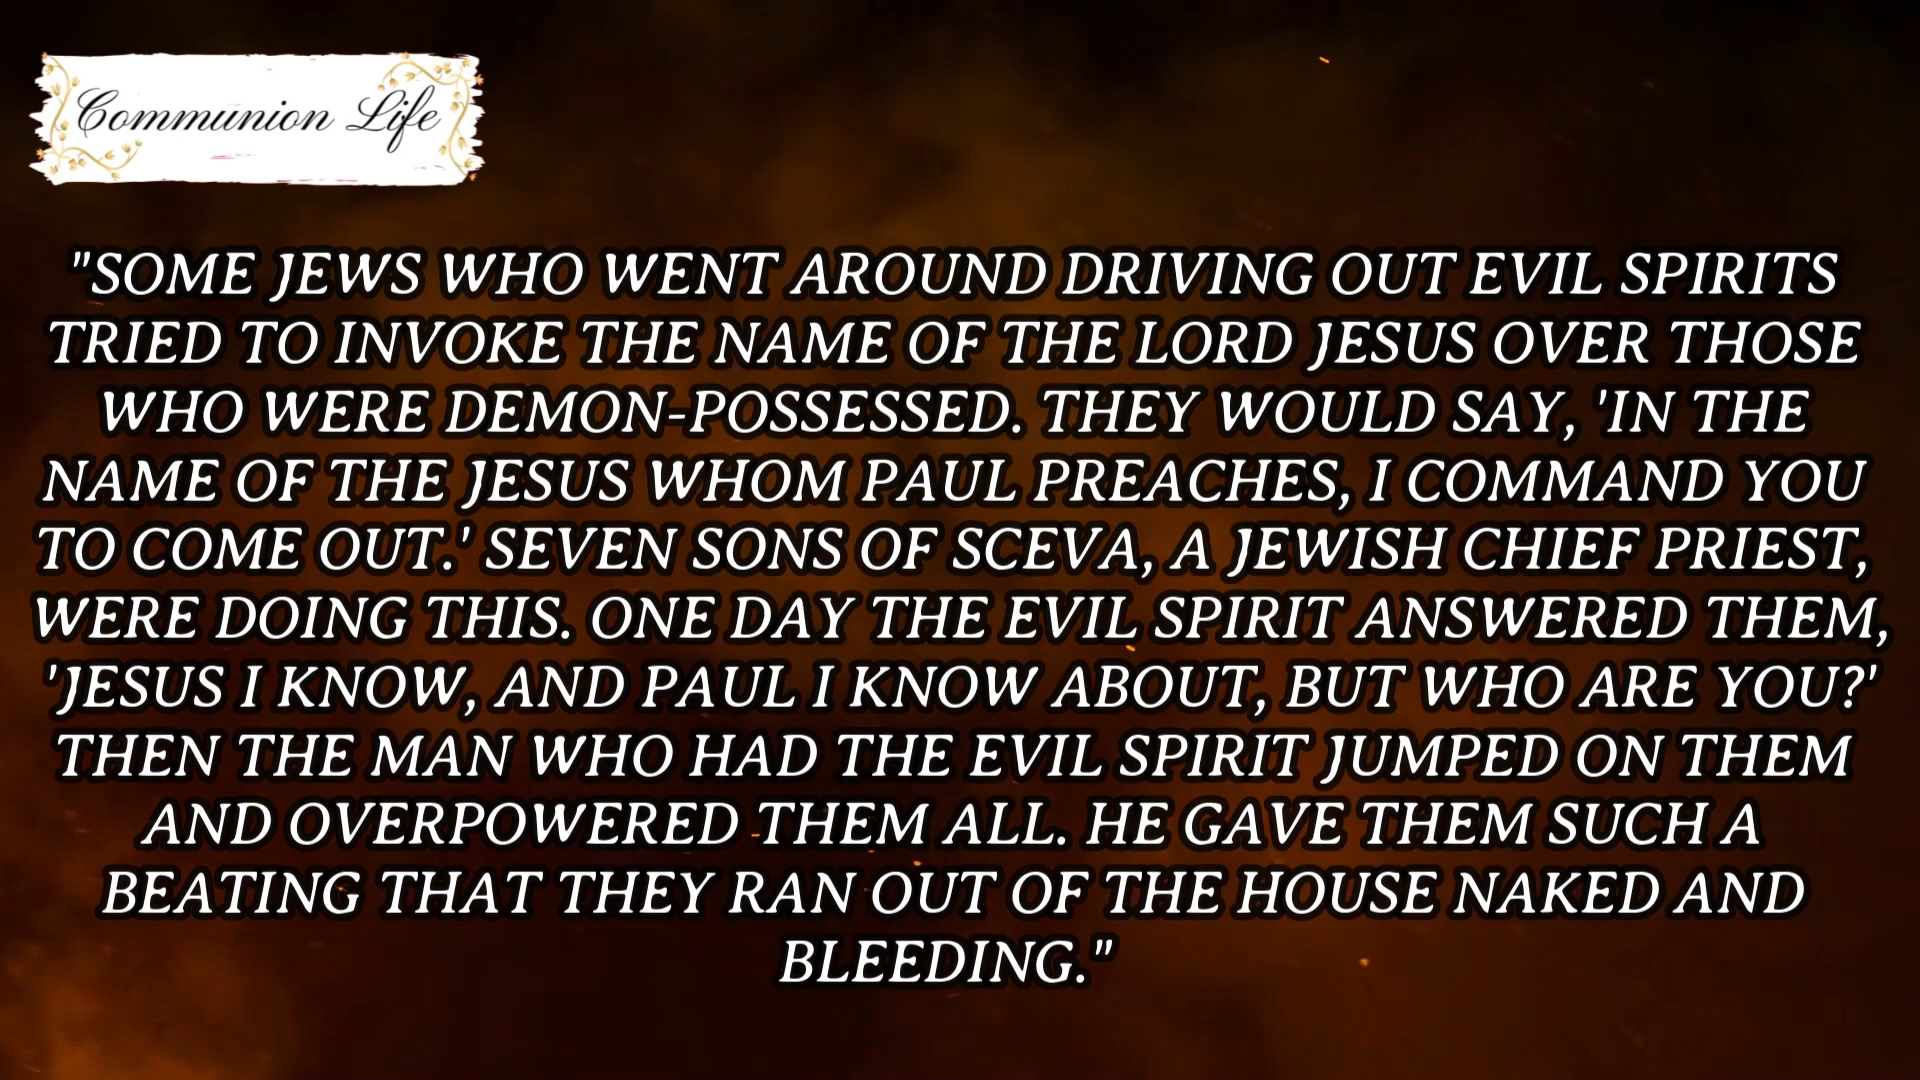 Communion Life
"SOME JEWS WHO WENT AROUND DRIVING OUT EVIL SPIRITS
TRIED TO INVOKE THE NAME OF THE LORD JESUS OVER THOSE
WHO WERE DEMON-POSSESSED. THEY WOULD SAY, 'IN THE
NAME OF THE JESUS WHOM PAUL PREACHES, I COMMAND YOU
TO COME OUT.' SEVEN SONS OF SCEVA, A JEWISH CHIEF PRIEST,
WERE DOING THIS. ONE DAY THE EVIL SPIRIT ANSWERED THEM,
'JESUS I KNOW, AND PAUL I KNOW ABOUT, BUT WHO ARE YOU?'
THEN THE MAN WHO HAD THE EVIL SPIRIT JUMPED ON THEM
AND OVERPOWERED THEM ALL. HE GAVE THEM SUCH A
BEATING THAT THEY RAN OUT OF THE HOUSE NAKED AND
BLEEDING."